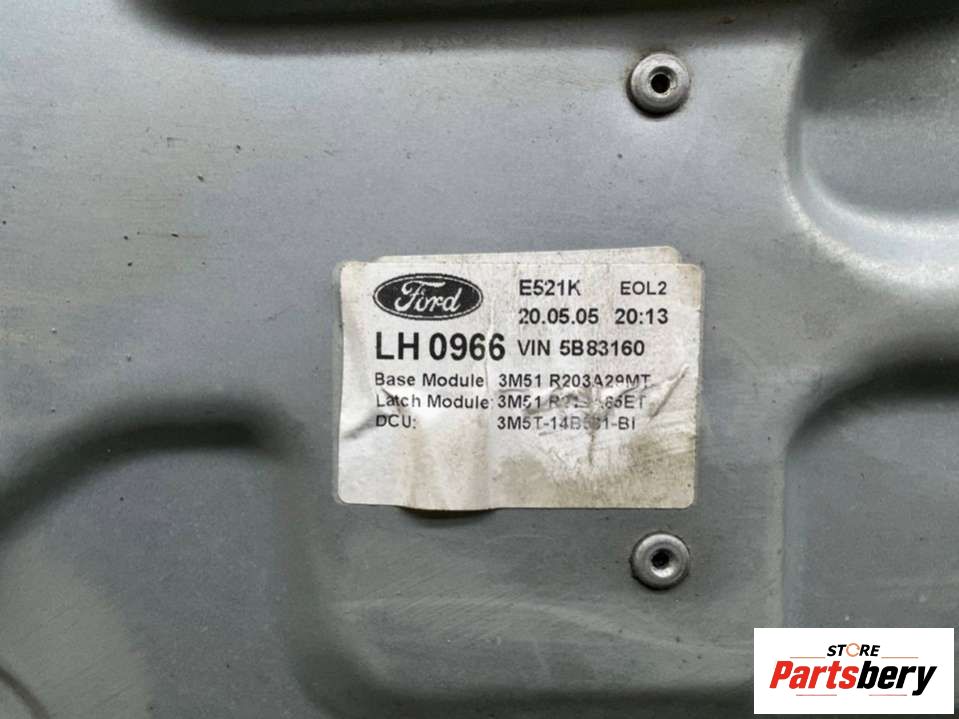 Ford
E521K EOL2
20.05.05 20:13
LH 0966 VIN 5B83160
Base Module: 3M51 R203A29MT
Latch Module: 3M51
DCU:
STORE
Partsbery